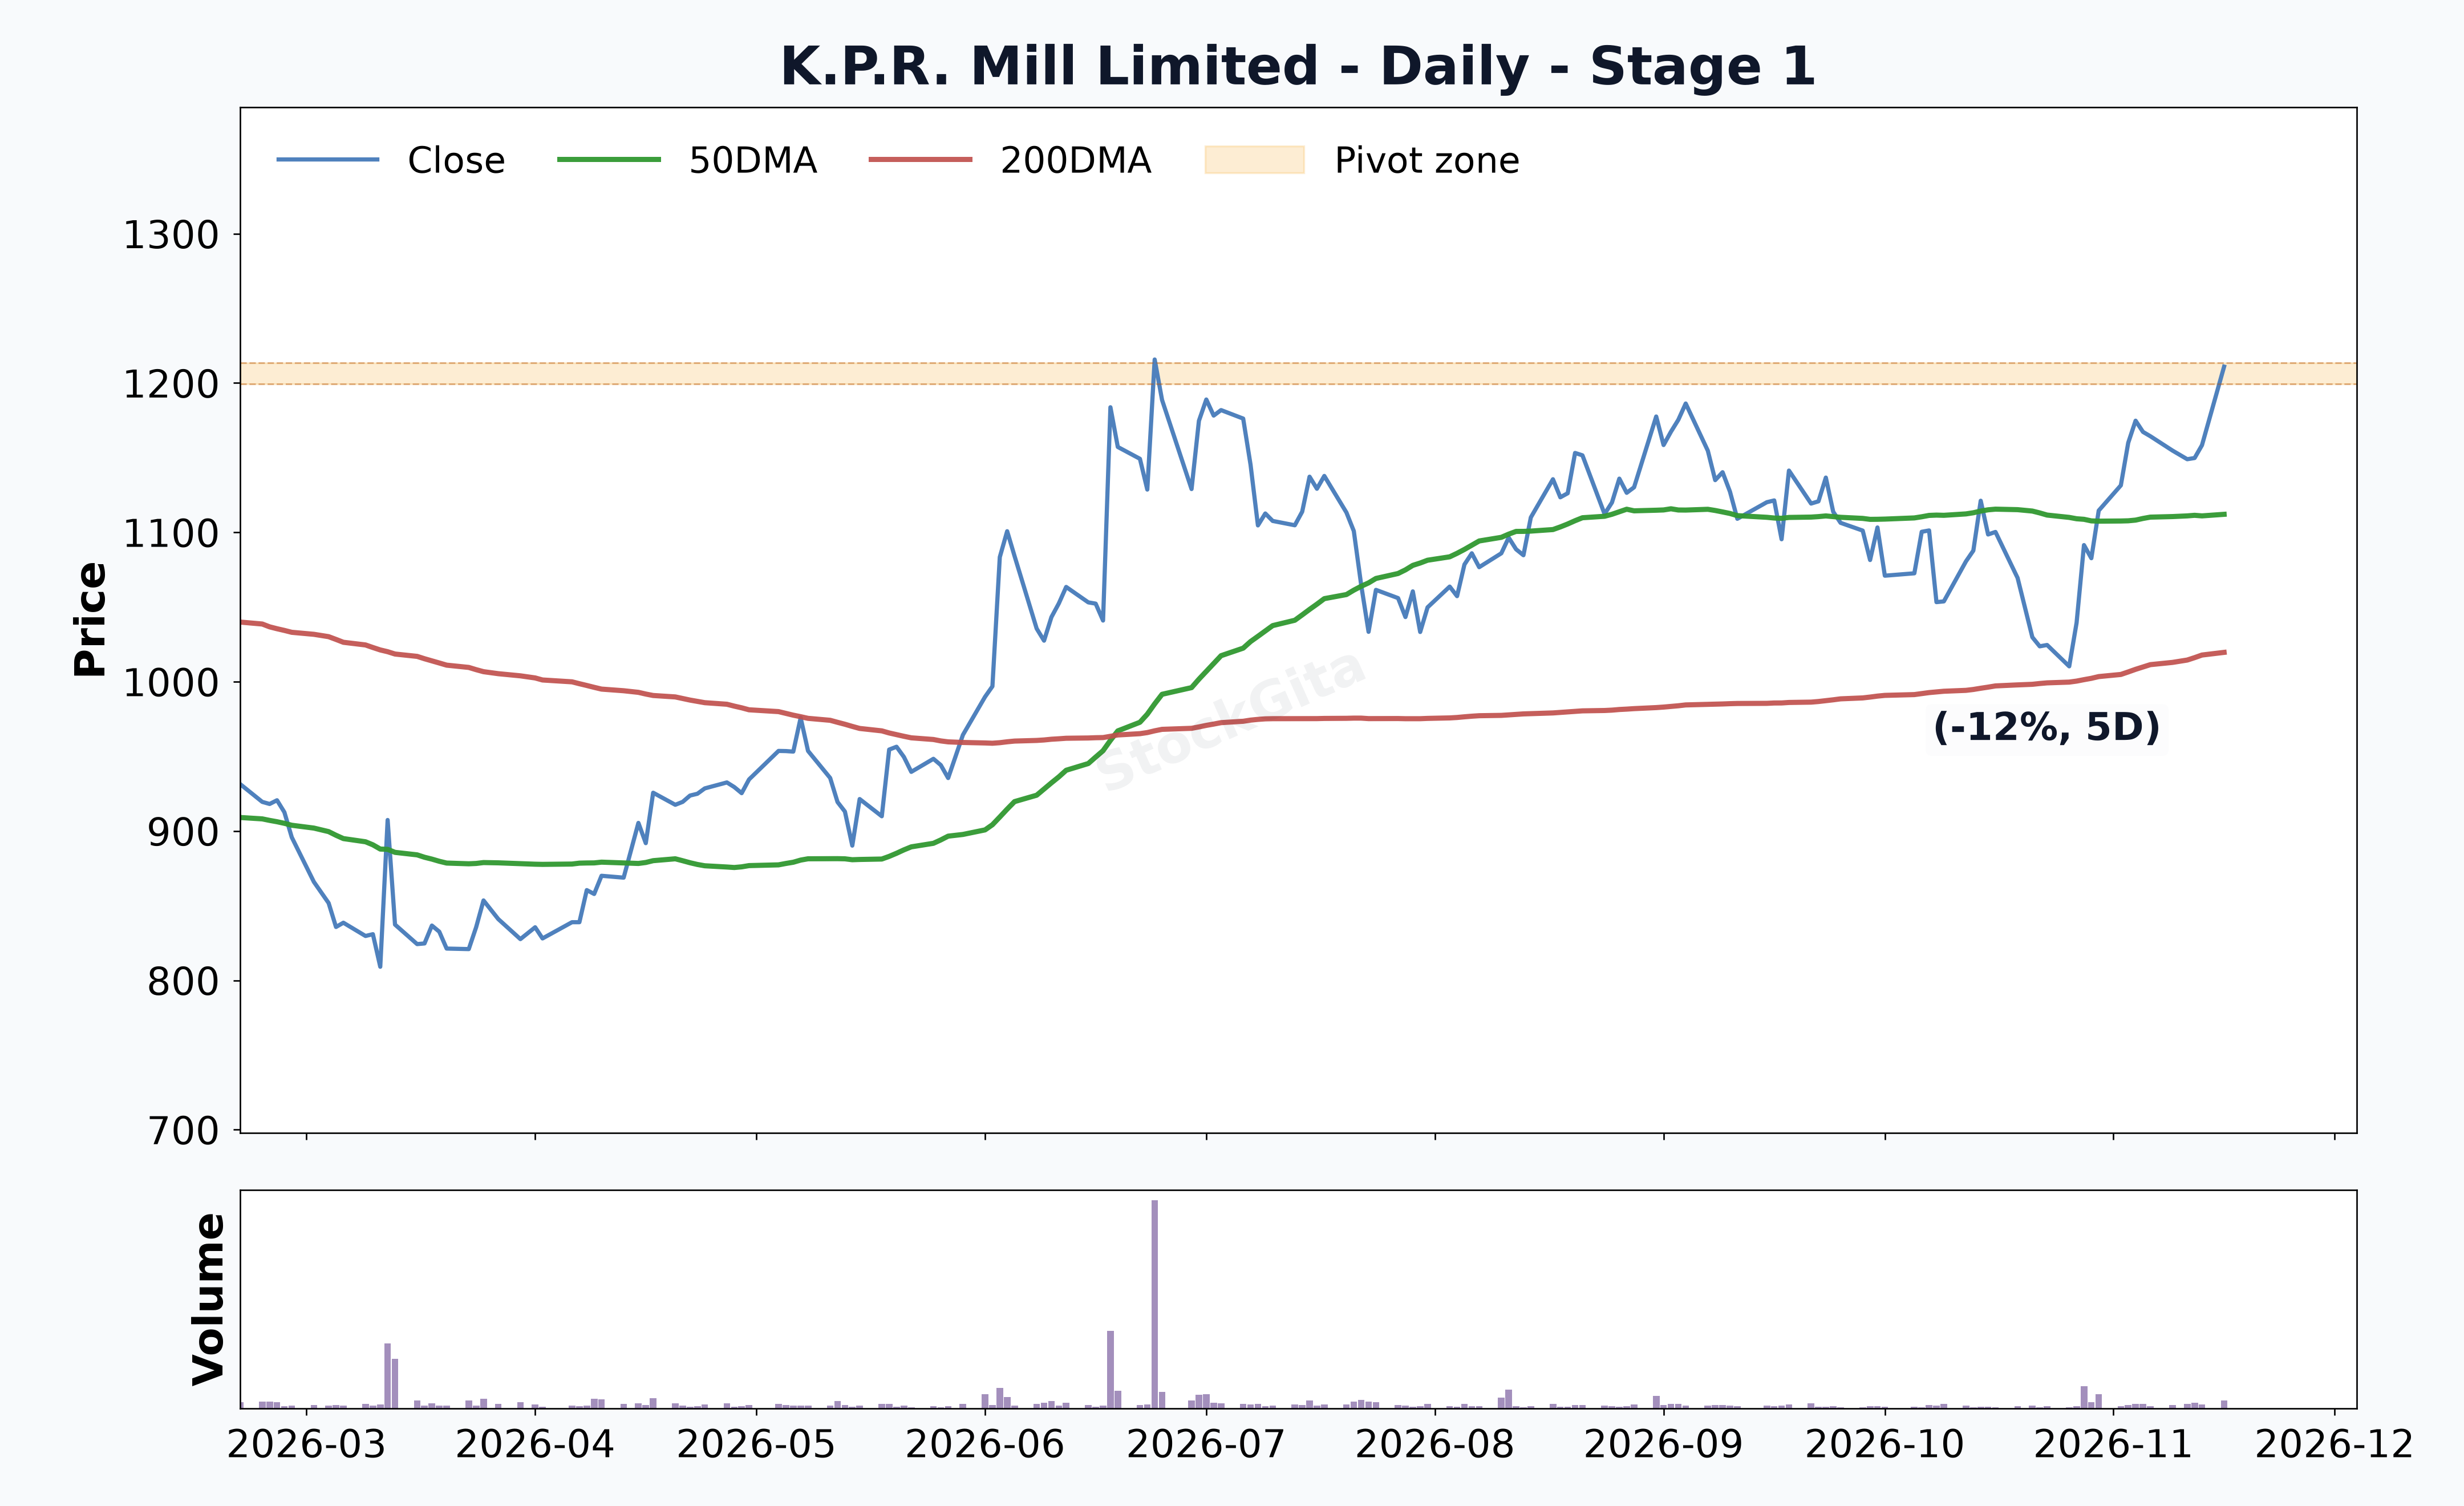 K.P.R. Mill Limited - Daily - Stage 1
Close 50DMA 200DMA Pivot zone
1300
1200
1100
1000
900
800
700
Price
StockGita
(-12%, 5D)
Volume
2026-03 2026-04 2026-05 2026-06 2026-07 2026-08 2026-09 2026-10 2026-11 2026-12